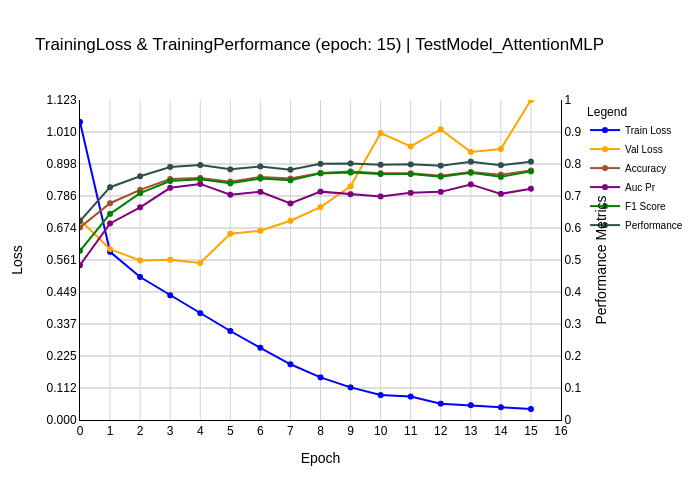 TrainingLoss & TrainingPerformance (epoch: 15) | TestModel_AttentionMLP
1.123
1.010
0.898
0.786
0.674
0.561
0.449
0.337
0.225
0.112
0.000
Loss
0 1 2 3 4 5 6 7 8 9 10 11 12 13 14 15 16
Epoch
1
0.9
0.8
0.7
0.6
0.5
0.4
0.3
0.2
0.1
0
Performance Metrics
Legend
Train Loss
Val Loss
Accuracy
Auc Pr
F1 Score
Performance